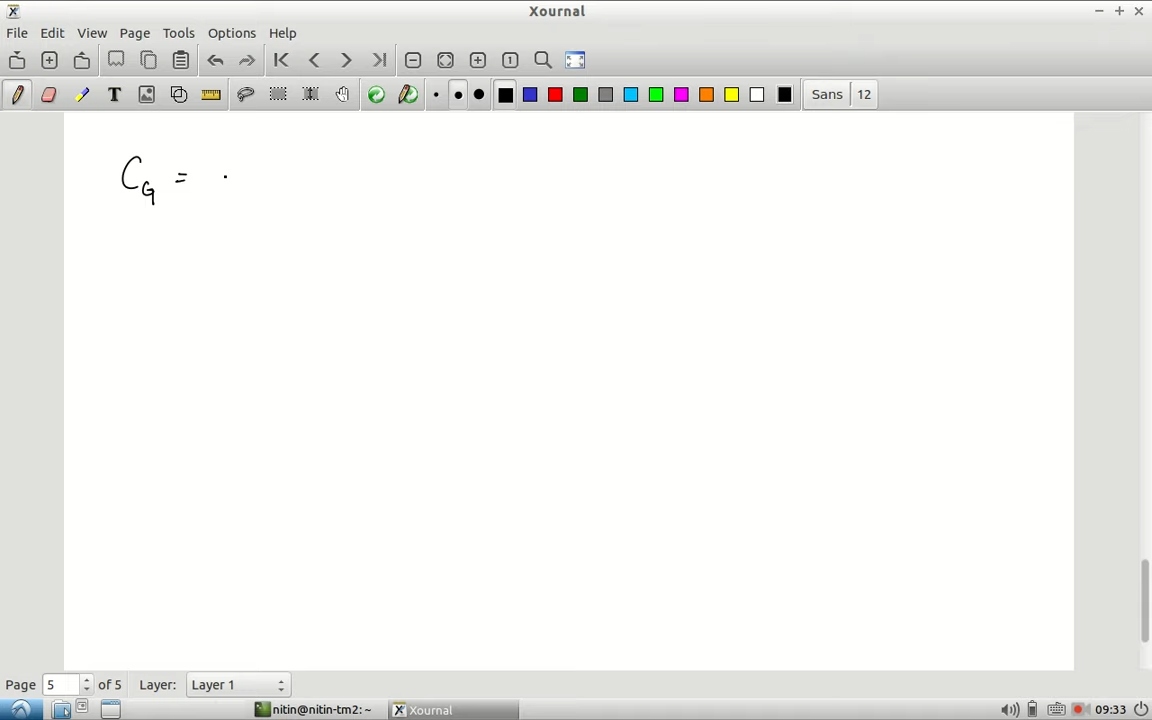 Xournal
File Edit View Page Tools Options Help
Sans 12
C_G = .
Page 5 of 5 Layer: Layer 1
nitin@nitin-tm2: ~ Xournal 09:33